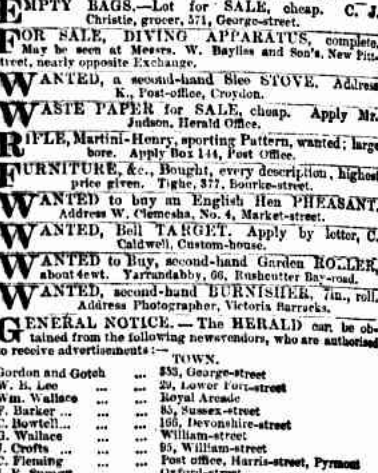 EMPTY BAGS.—Lot for SALE, cheap. C. J.
Christie, grocer, 571, George-street.
FOR SALE, DIVING APPARATUS, complete,
May be seen at Messrs. W. Bayliss and Son's, New Pitt-
street, nearly opposite Exchange.
WANTED, a second-hand Slee STOVE. Address
K., Post-office, Croydon.
WASTE PAPER for SALE, cheap. Apply Mr.
Judson, Herald Office.
RIFLE, Martini-Henry, sporting Pattern, wanted; large
bore. Apply Box 144, Post Office.
FURNITURE, &c., Bought, every description, highest
price given. Tighe, 377, Bourke-street.
WANTED to buy an English Hen PHEASANT.
Address W. Clemesha, No. 4, Market-street.
WANTED, Bell TARGET. Apply by letter, C.
Caldwell, Custom-house.
WANTED to Buy, second-hand Garden ROLLER,
about 4cwt. Yarrandabby, 66, Rushcutter Bay-road.
WANTED, second-hand BURNISHER, 7in., roll.
Address Photographer, Victoria Barracks.
GENERAL NOTICE.—The HERALD can be ob-
tained from the following newsvendors, who are authorised
to receive advertisements:—
TOWN.
Gordon and Gotch ... ... 353, George-street
W. B. Lee ... ... 29, Lower Fort-street
Wm. Wallace ... ... Royal Arcade
F. Barker ... ... ... 85, Sussex-street
C. Bowtell... ... ... 166, Devonshire-street
G. Wallace ... ... William-street
J. Crofts ... ... ... 95, William-street
C. Fleming ... ... Post office, Harris-street, Pyrmont